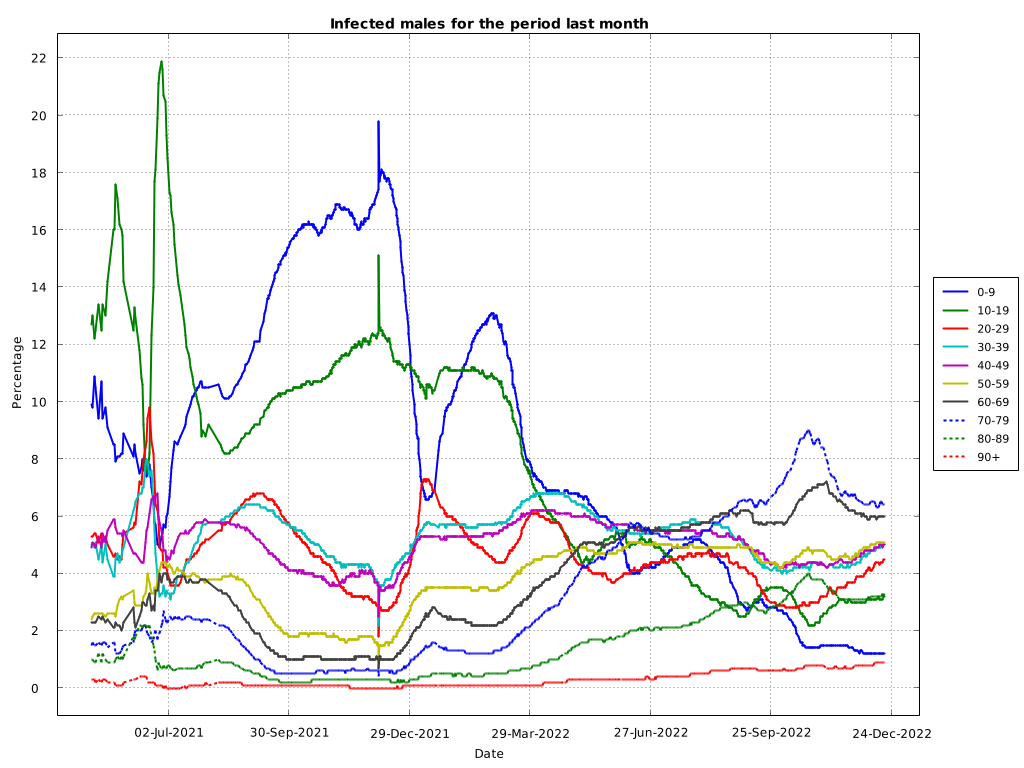 Infected males for the period last month
Percentage
22
20
18
16
14
12
10
8
6
4
2
0
02-Jul-2021
30-Sep-2021
29-Dec-2021
29-Mar-2022
27-Jun-2022
25-Sep-2022
24-Dec-2022
Date
0-9
10-19
20-29
30-39
40-49
50-59
60-69
70-79
80-89
90+